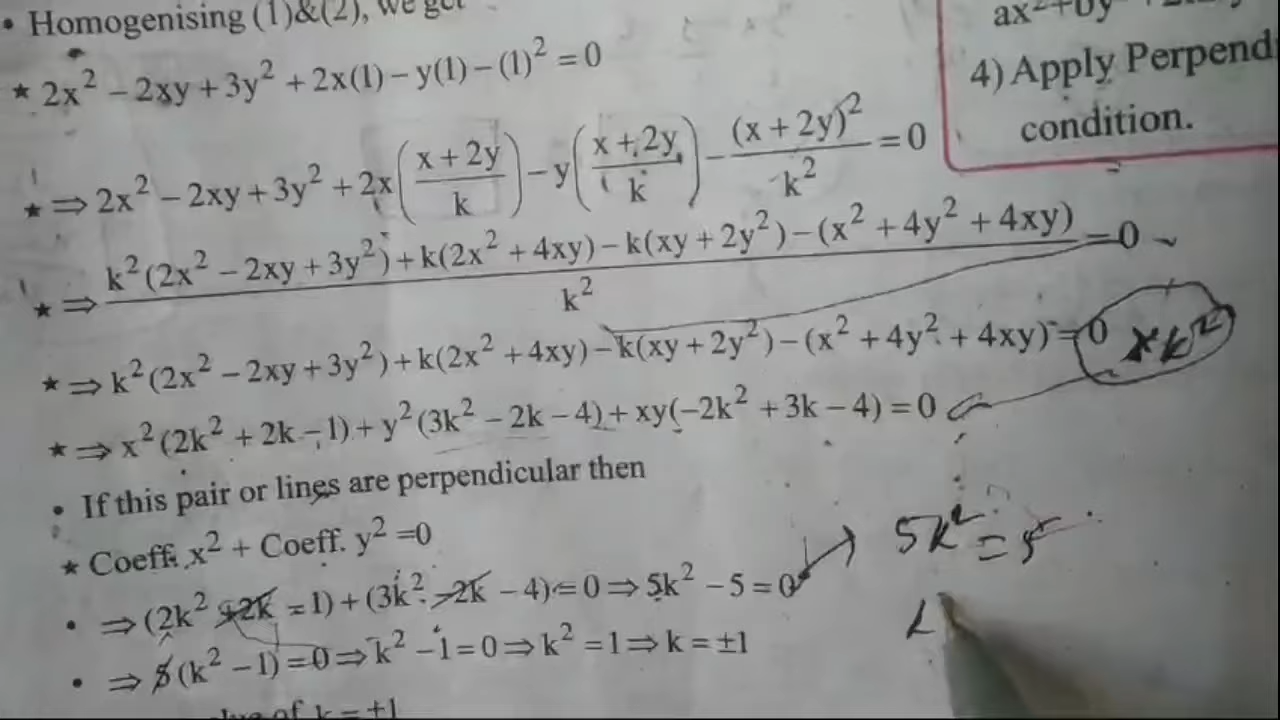 • Homogenising (1)&(2), we get
★ 2x² − 2xy + 3y² + 2x(1) − y(1) − (1)² = 0
★ ⇒ 2x² − 2xy + 3y² + 2x((x + 2y)/k) − y((x + 2y)/k) − (x + 2y)²/k² = 0
★ ⇒ (k²(2x² − 2xy + 3y²) + k(2x² + 4xy) − k(xy + 2y²) − (x² + 4y² + 4xy))/k² = 0
★ ⇒ k²(2x² − 2xy + 3y²) + k(2x² + 4xy) − k(xy + 2y²) − (x² + 4y² + 4xy) = 0 × k²
★ ⇒ x²(2k² + 2k − 1) + y²(3k² − 2k − 4) + xy(−2k² + 3k − 4) = 0
• If this pair or lines are perpendicular then
★ Coeff. x² + Coeff. y² = 0
• ⇒ (2k² + 2k − 1) + (3k² − 2k − 4) = 0 ⇒ 5k² − 5 = 0
• ⇒ 5(k² − 1) = 0 ⇒ k² − 1 = 0 ⇒ k² = 1 ⇒ k = ±1
of k = ±1
4) Apply
condition.
5k² = 5